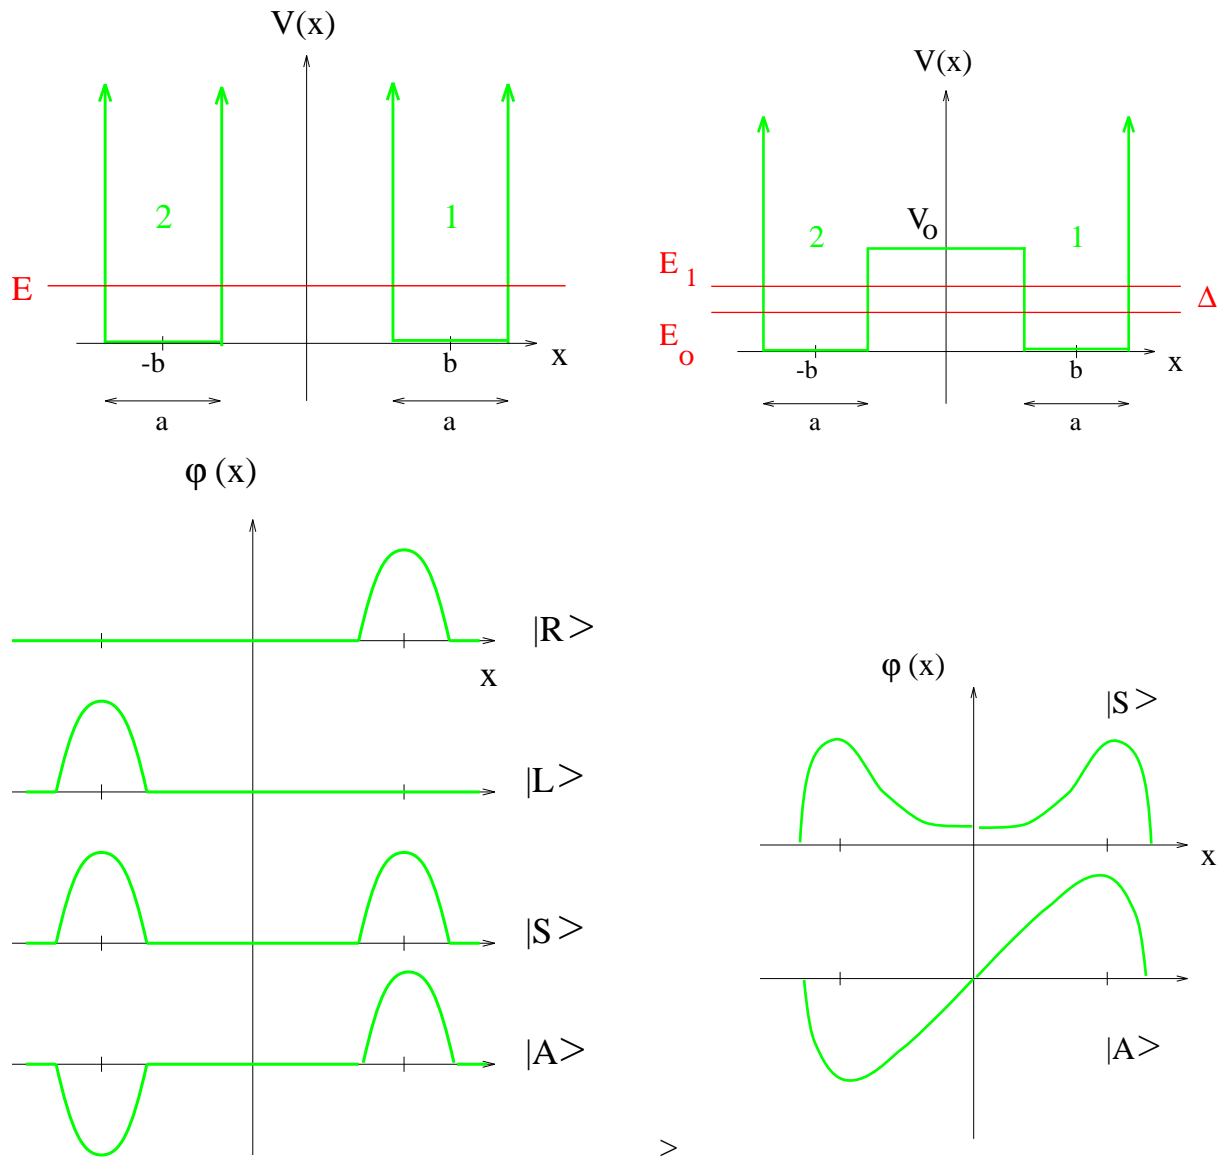 V(x)
2
1
E
-b
b
x
a
a
V(x)
V₀
2
1
E₁
Δ
E₀
-b
b
x
a
a
φ (x)
|R>
x
|L>
|S>
|A>
φ (x)
|S>
x
|A>
>